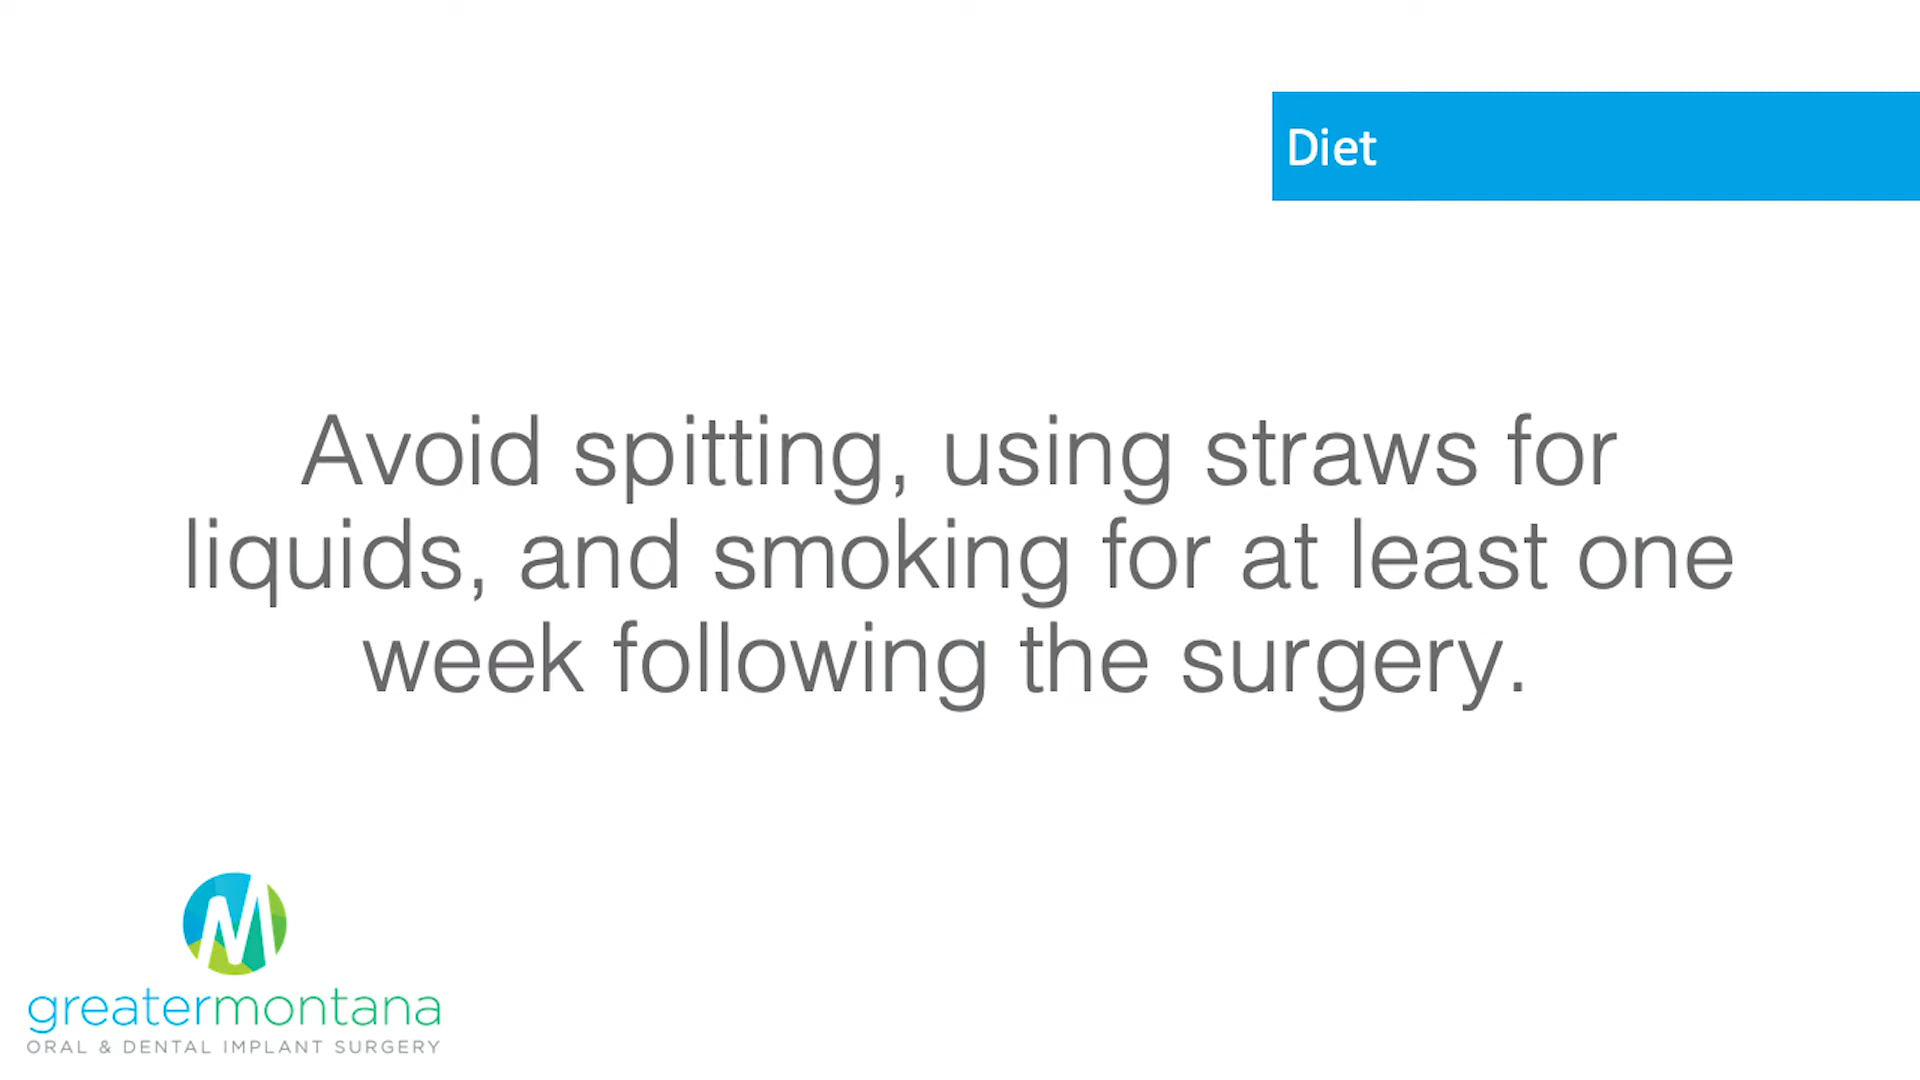 Diet
Avoid spitting, using straws for
liquids, and smoking for at least one
week following the surgery.
M
greatermontana
ORAL & DENTAL IMPLANT SURGERY